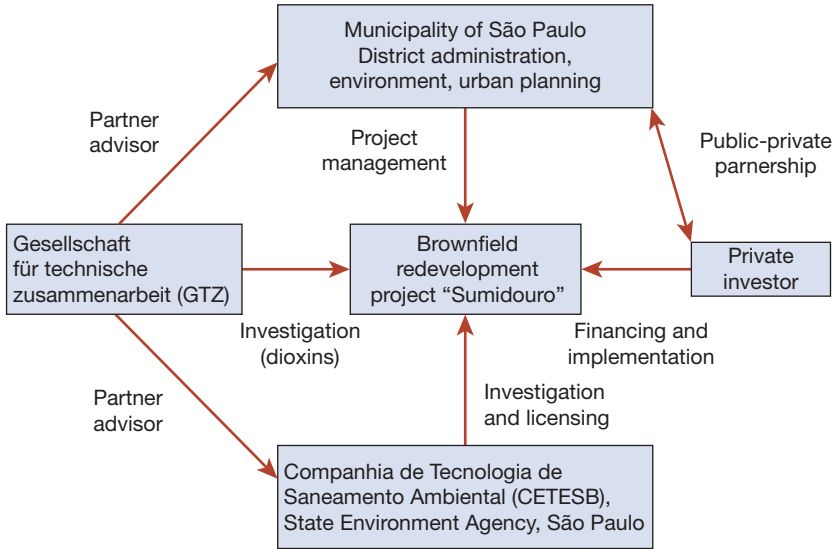 Municipality of São Paulo
District administration,
environment, urban planning
Partner
advisor
Project
management
Public-private
parnership
Gesellschaft
für technische
zusammenarbeit (GTZ)
Brownfield
redevelopment
project “Sumidouro”
Private
investor
Investigation
(dioxins)
Financing and
implementation
Partner
advisor
Investigation
and licensing
Companhia de Tecnologia de
Saneamento Ambiental (CETESB),
State Environment Agency, São Paulo